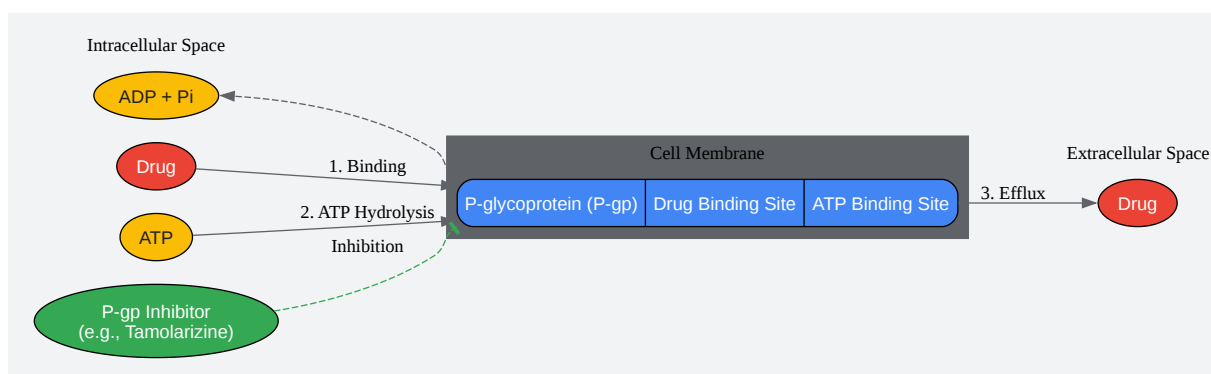 Intracellular Space
ADP + Pi
Drug
ATP
P-gp Inhibitor
(e.g., Tamolarizine)
1. Binding
2. ATP Hydrolysis
Inhibition
Cell Membrane
P-glycoprotein (P-gp)
Drug Binding Site
ATP Binding Site
3. Efflux
Extracellular Space
Drug